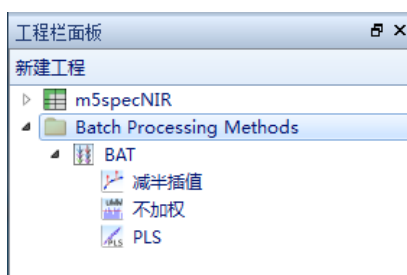 工程栏面板
新建工程
m5specNIR
Batch Processing Methods
BAT
减半插值
不加权
PLS